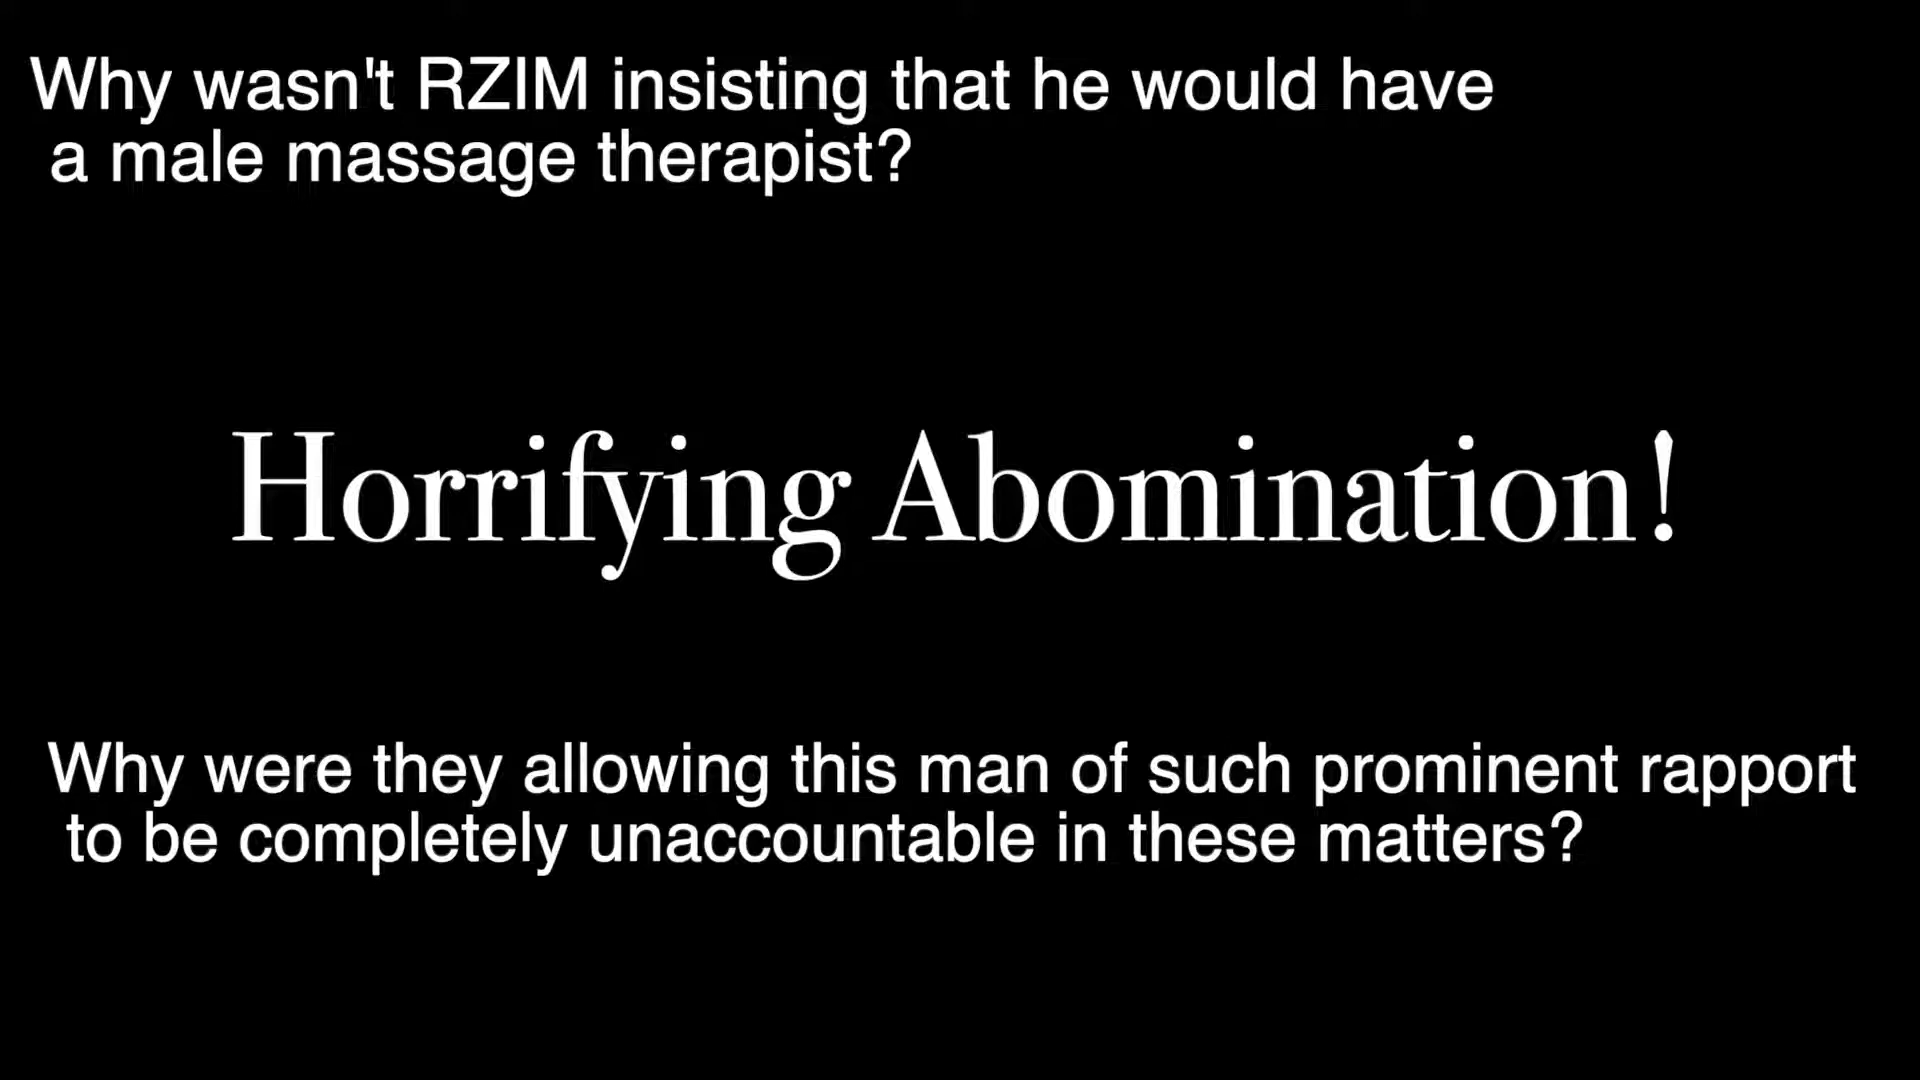 Why wasn't RZIM insisting that he would have
a male massage therapist?
Horrifying Abomination!
Why were they allowing this man of such prominent rapport
to be completely unaccountable in these matters?